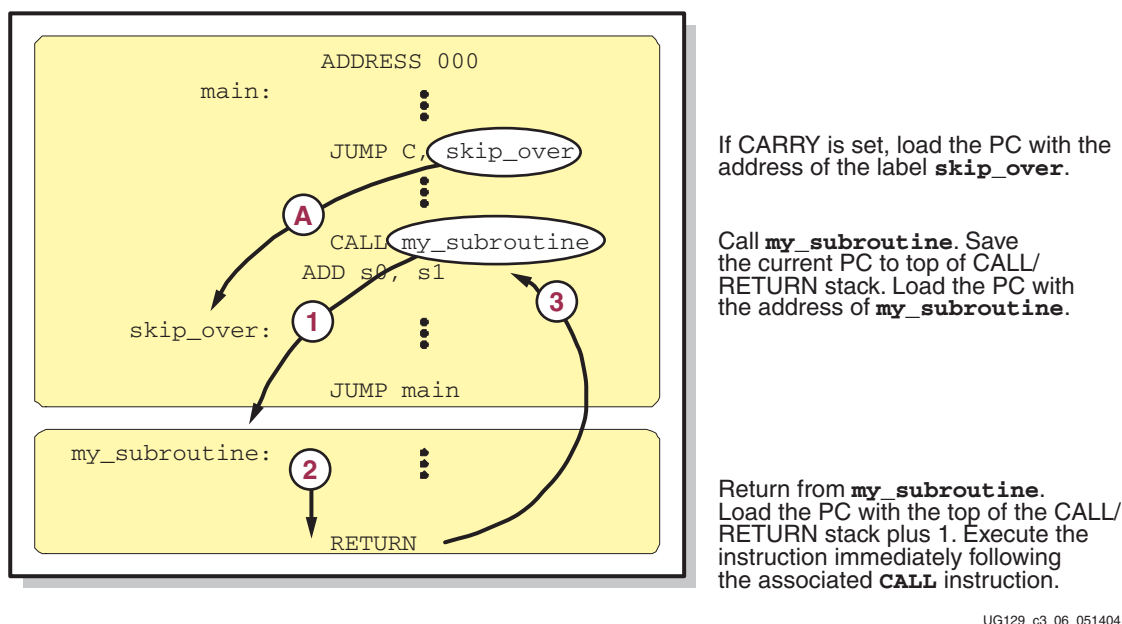 ADDRESS 000
main:
JUMP C, skip_over
If CARRY is set, load the PC with the
address of the label skip_over.
A
CALL my_subroutine
ADD s0, s1
Call my_subroutine. Save
the current PC to top of CALL/
RETURN stack. Load the PC with
the address of my_subroutine.
3
1
skip_over:
JUMP main
my_subroutine:
2
RETURN
Return from my_subroutine.
Load the PC with the top of the CALL/
RETURN stack plus 1. Execute the
instruction immediately following
the associated CALL instruction.
UG129_c3_06_051404